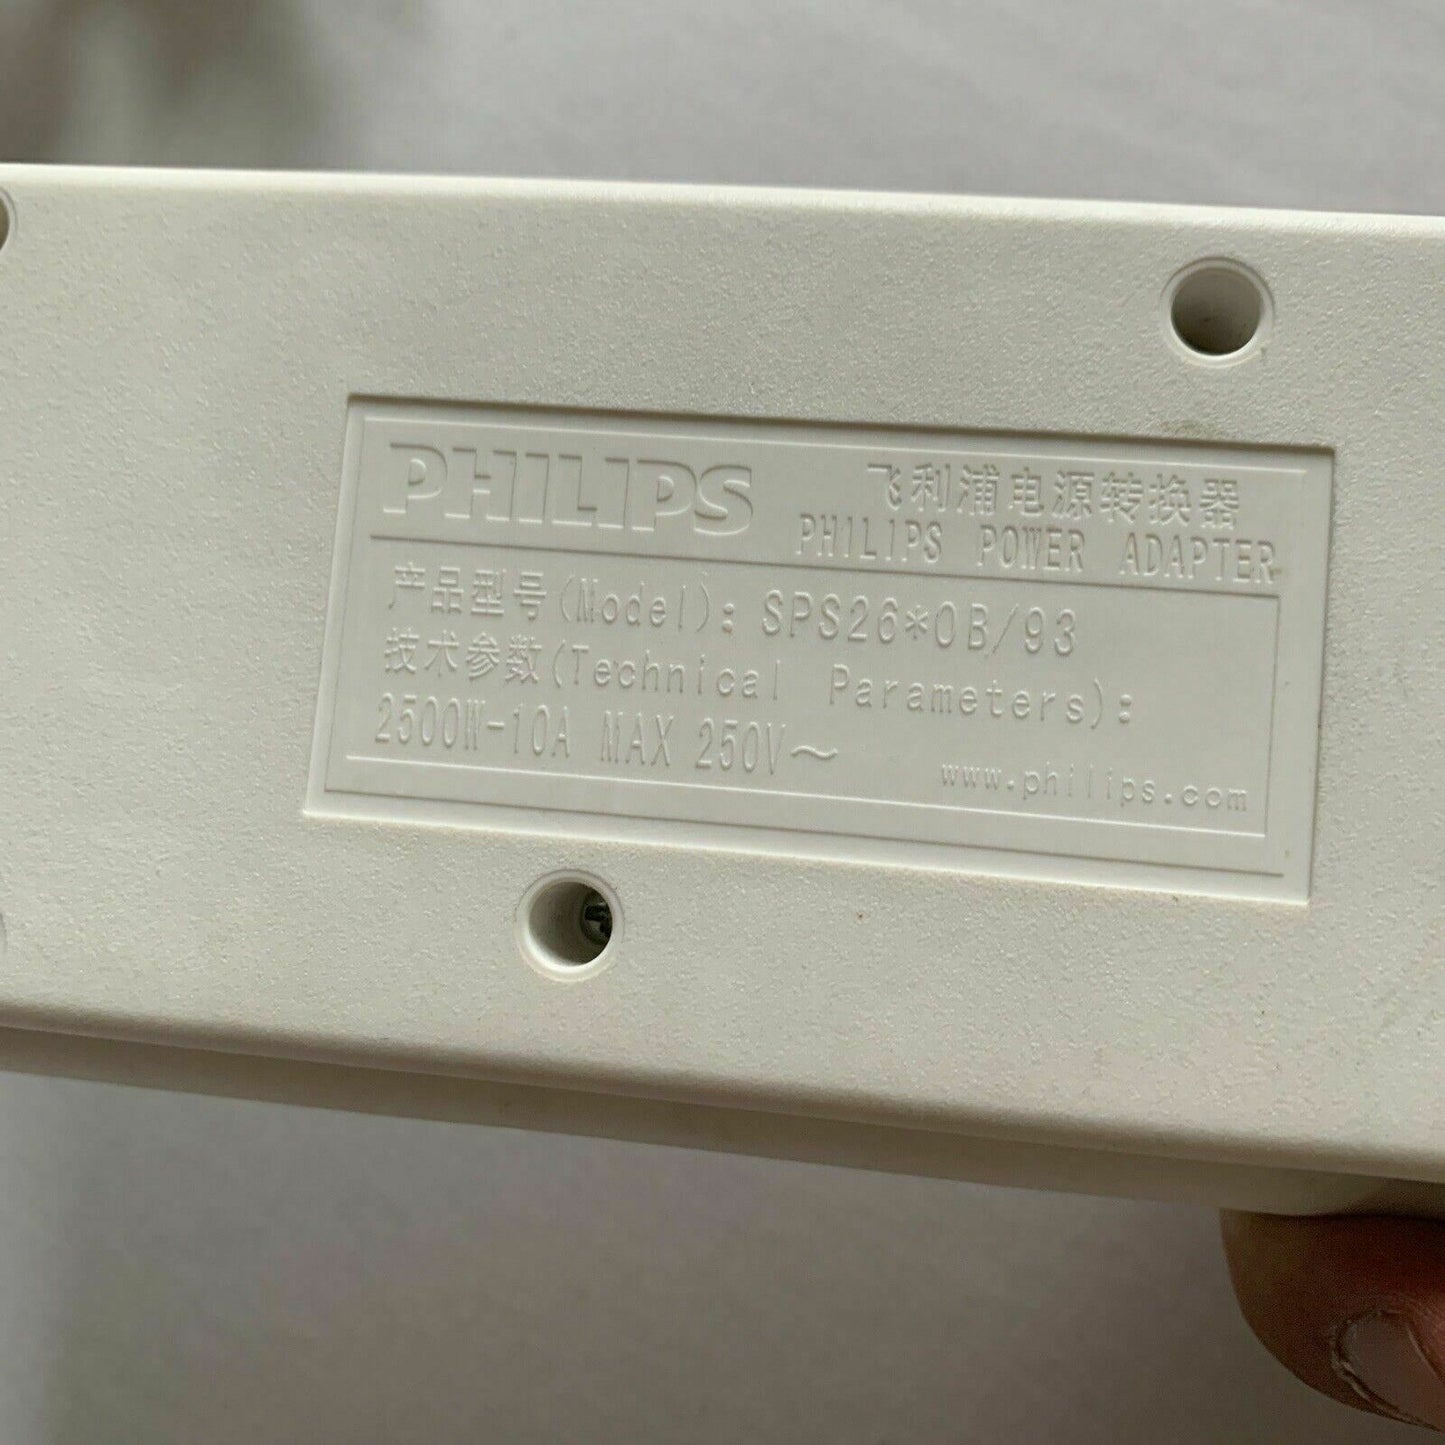 PHILIPS
飞利浦电源转换器
PHILIPS POWER ADAPTER
产品型号(Model): SPS26*0B/93
技术参数(Technical Parameters):
2500W-10A MAX 250V～
www.philips.com